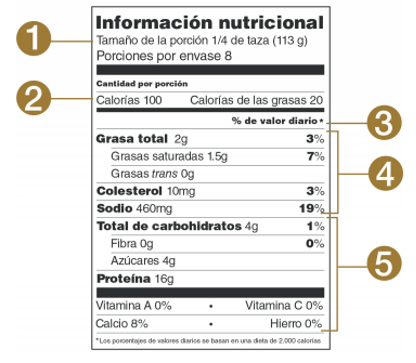 Información nutricional
Tamaño de la porción 1/4 de taza (113 g)
Porciones por envase 8
Cantidad por porción
Calorías 100 Calorías de las grasas 20
% de valor diario*
Grasa total 2g 3%
Grasas saturadas 1.5g 7%
Grasas trans 0g
Colesterol 10mg 3%
Sodio 460mg 19%
Total de carbohidratos 4g 1%
Fibra 0g 0%
Azúcares 4g
Proteína 16g
Vitamina A 0% • Vitamina C 0%
Calcio 8% • Hierro 0%
*Los porcentajes de valores diarios se basan en una dieta de 2,000 calorías
1
2
3
4
5